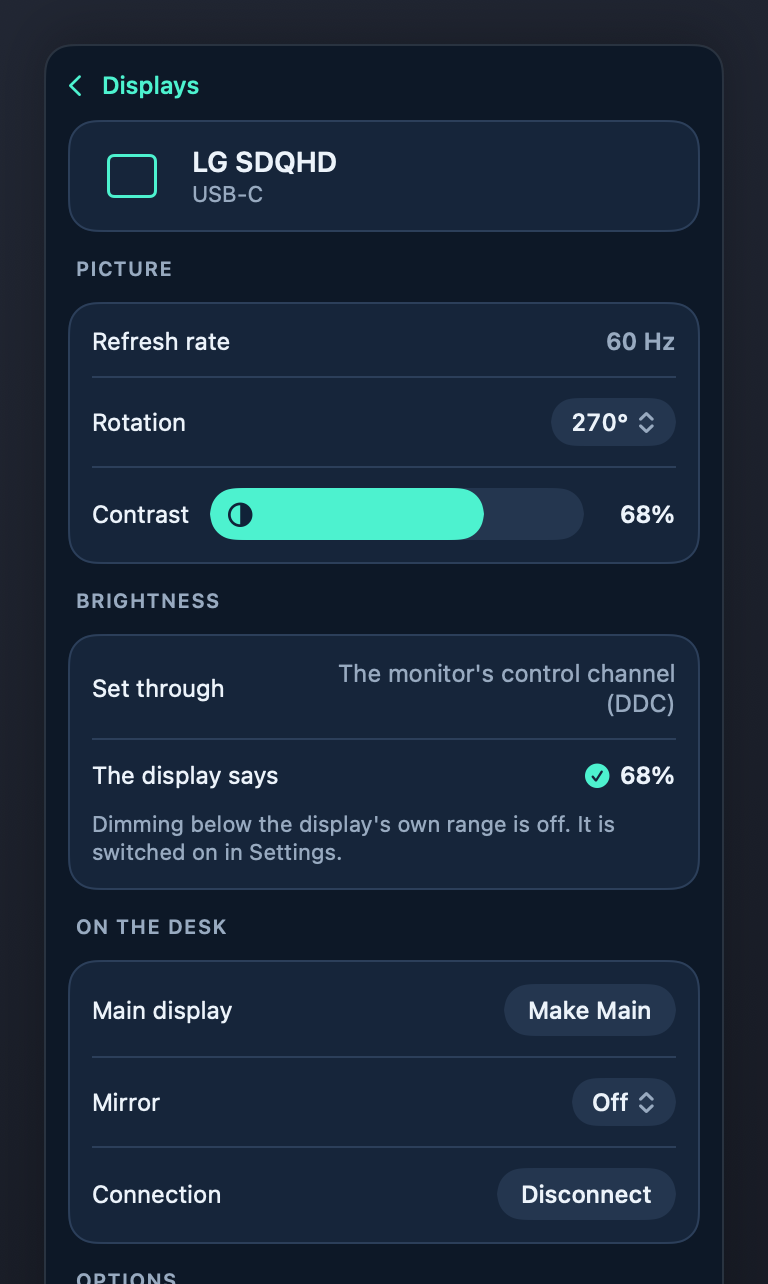 Displays
LG SDQHD
USB-C
PICTURE
Refresh rate 60 Hz
Rotation 270°
Contrast 68%
BRIGHTNESS
Set through The monitor's control channel
(DDC)
The display says 68%
Dimming below the display's own range is off. It is
switched on in Settings.
ON THE DESK
Main display Make Main
Mirror Off
Connection Disconnect
OPTIONS